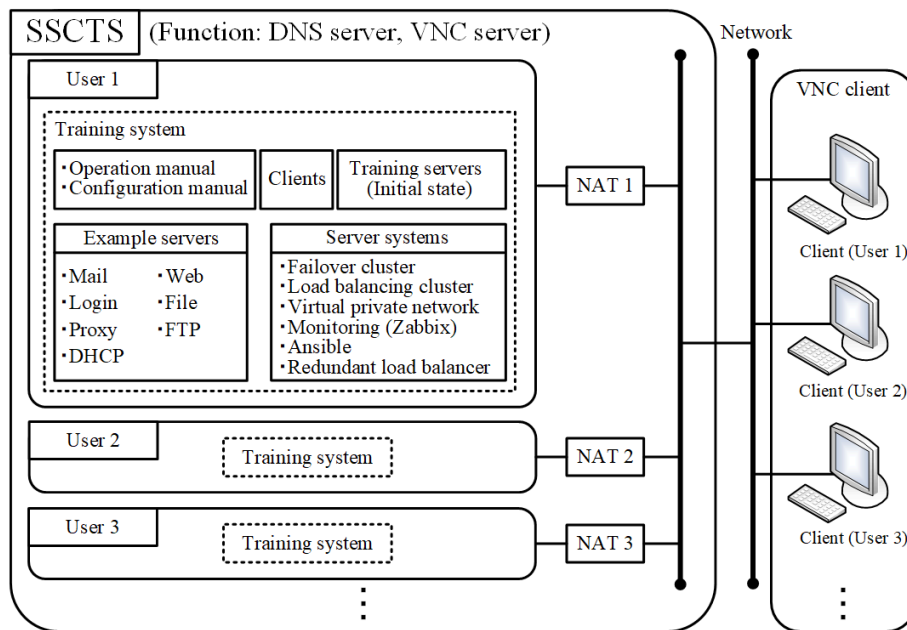 SSCTS (Function: DNS server, VNC server)
User 1
Training system
・Operation manual
・Configuration manual
Clients
Training servers
(Initial state)
Example servers
・Mail ・Web
・Login ・File
・Proxy ・FTP
・DHCP
Server systems
・Failover cluster
・Load balancing cluster
・Virtual private network
・Monitoring (Zabbix)
・Ansible
・Redundant load balancer
NAT 1
User 2
Training system
NAT 2
User 3
Training system
NAT 3
Network
VNC client
Client (User 1)
Client (User 2)
Client (User 3)